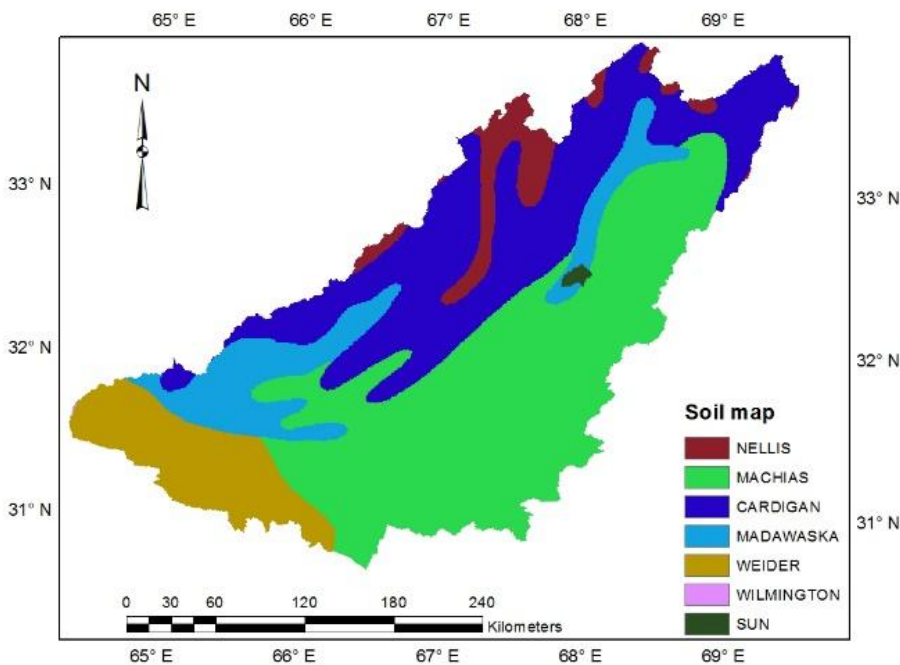 65° E 66° E 67° E 68° E 69° E
N
33° N
33° N
32° N
32° N
31° N
31° N
Soil map
NELLIS
MACHIAS
CARDIGAN
MADAWASKA
WEIDER
WILMINGTON
SUN
0 30 60 120 180 240
Kilometers
65° E 66° E 67° E 68° E 69° E